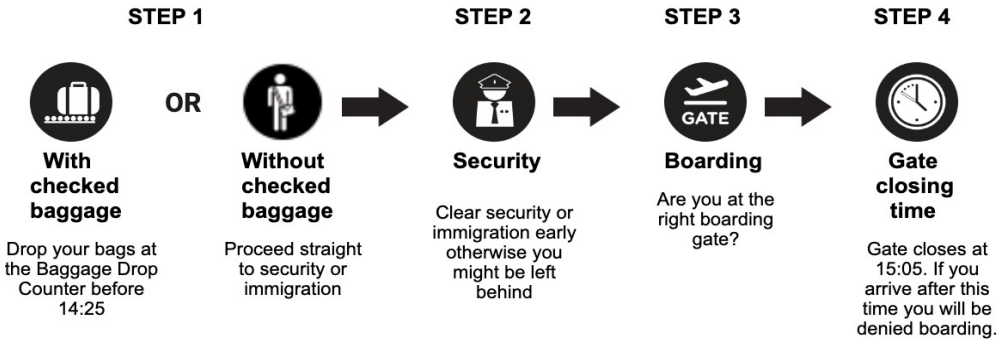 STEP 1
STEP 2
STEP 3
STEP 4
OR
GATE
With
checked
baggage
Drop your bags at
the Baggage Drop
Counter before
14:25
Without
checked
baggage
Proceed straight
to security or
immigration
Security
Clear security or
immigration early
otherwise you
might be left
behind
Boarding
Are you at the
right boarding
gate?
Gate
closing
time
Gate closes at
15:05. If you
arrive after this
time you will be
denied boarding.